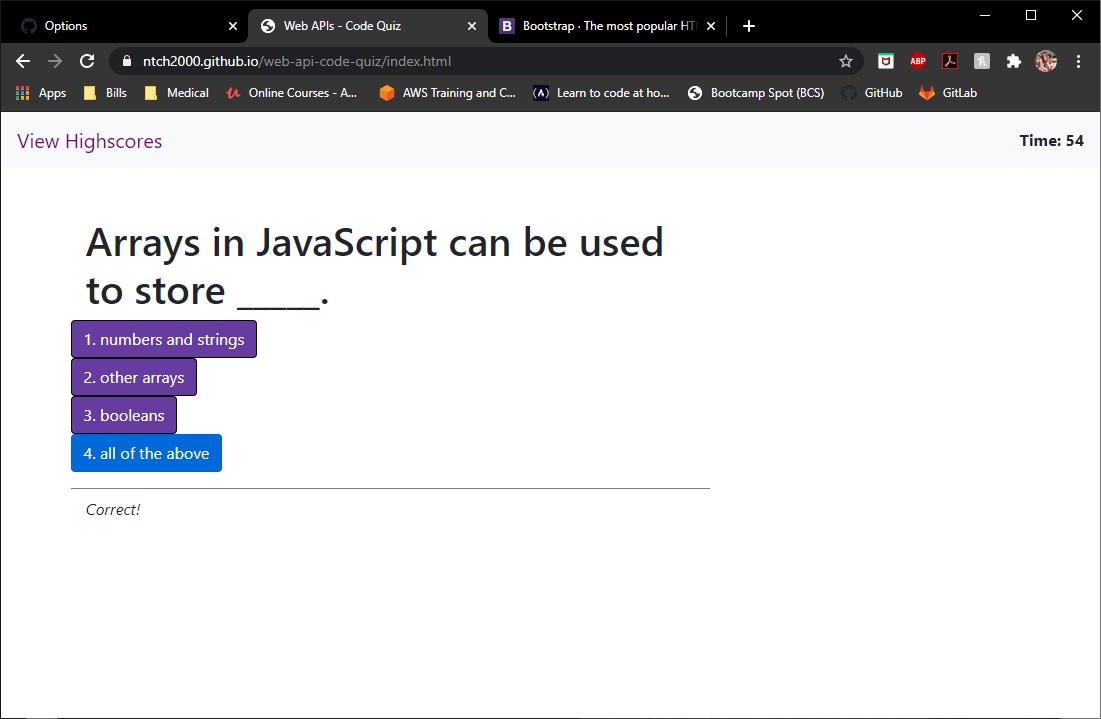 Options
Web APIs - Code Quiz
B
Bootstrap · The most popular HT
ntch2000.github.io/web-api-code-quiz/index.html
ABP
Apps
Bills
Medical
Online Courses - A...
AWS Training and C...
Learn to code at ho...
Bootcamp Spot (BCS)
GitHub
GitLab
View Highscores
Time: 54
Arrays in JavaScript can be used
to store _____.
1. numbers and strings
2. other arrays
3. booleans
4. all of the above
Correct!